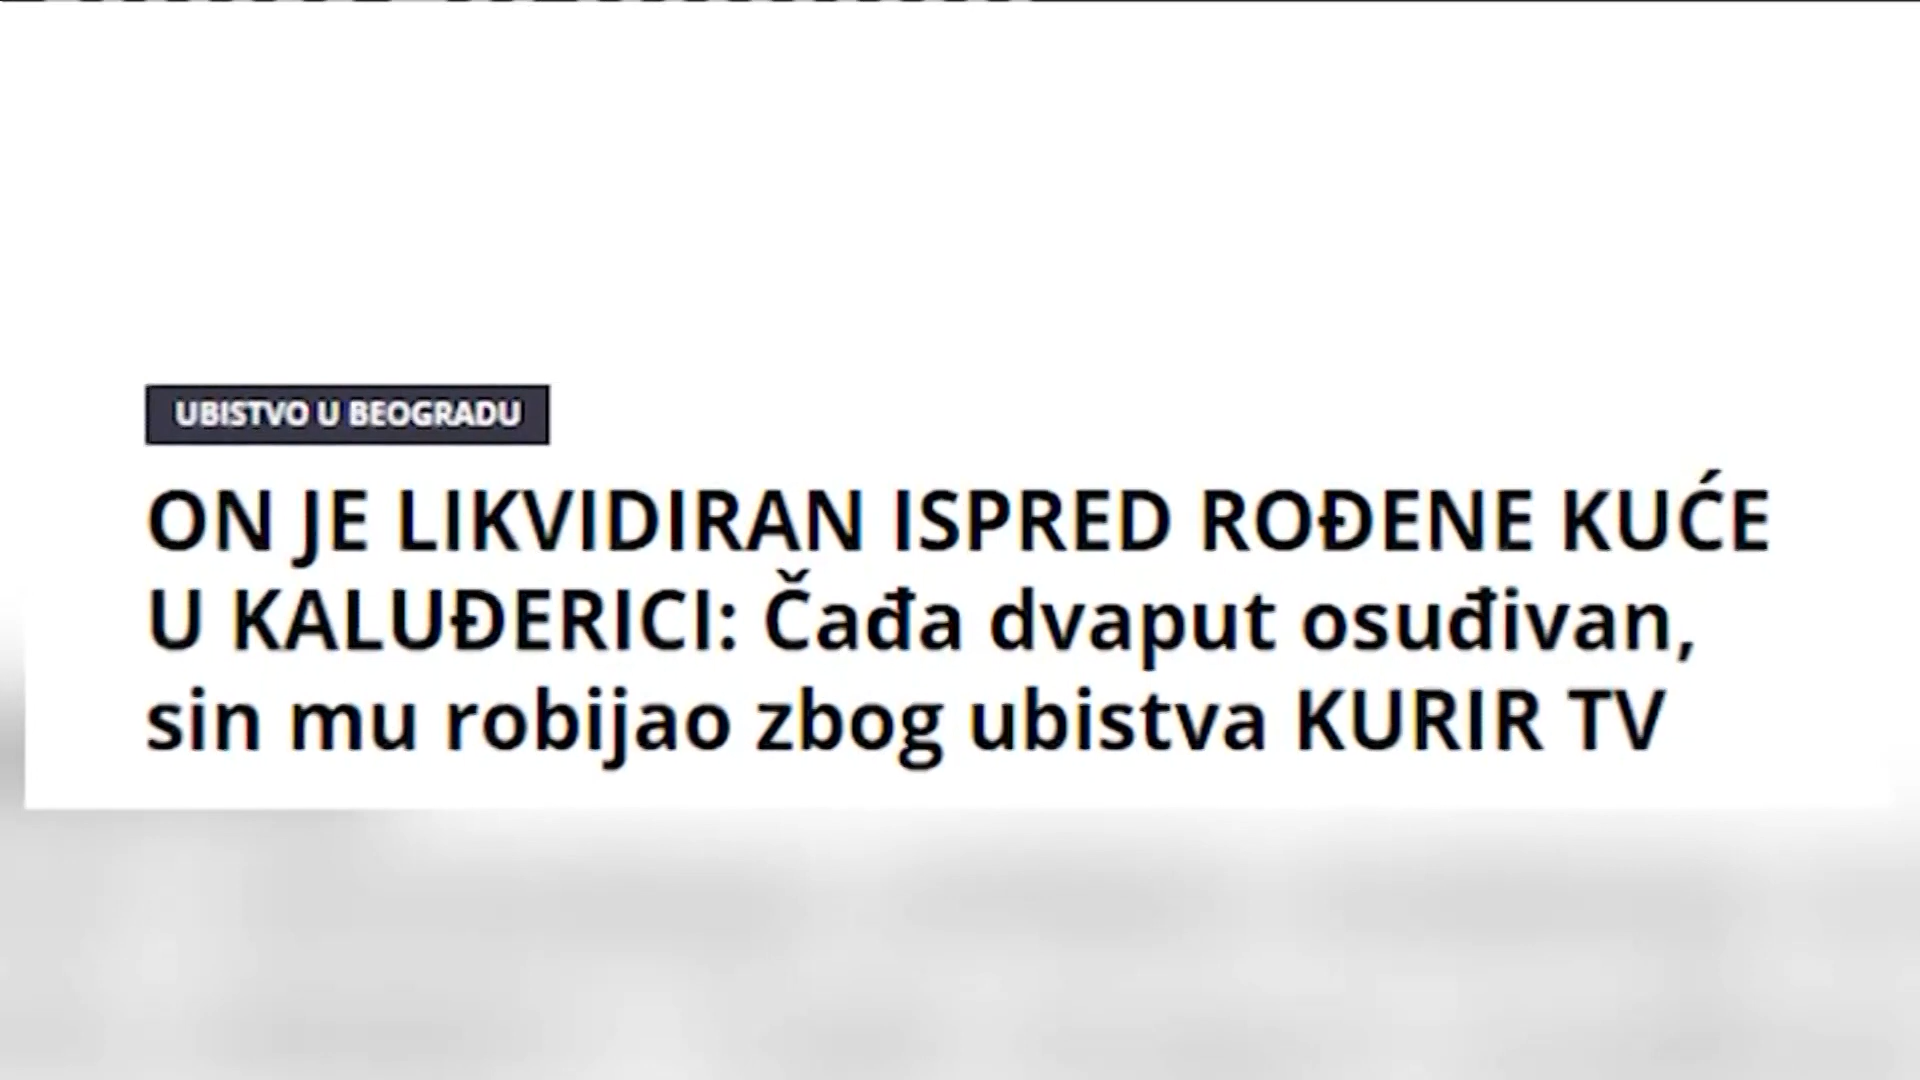 UBISTVO U BEOGRADU
ON JE LIKVIDIRAN ISPRED ROĐENE KUĆE
U KALUĐERICI: Čađa dvaput osuđivan,
sin mu robijao zbog ubistva KURIR TV